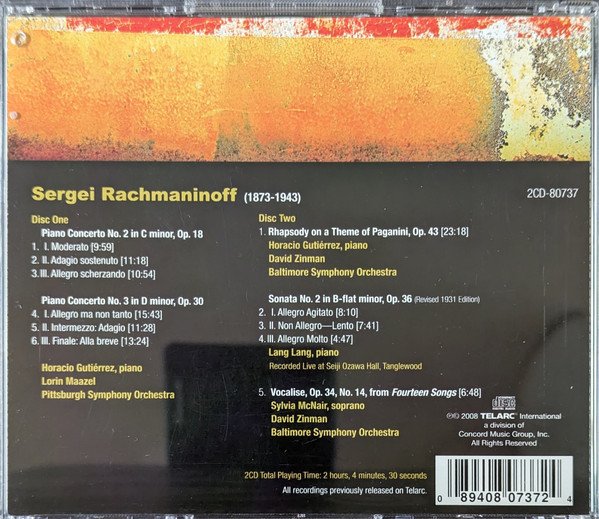 Sergei Rachmaninoff (1873-1943)
2CD-80737
Disc One
Piano Concerto No. 2 in C minor, Op. 18
1. I. Moderato [9:59]
2. II. Adagio sostenuto [11:18]
3. III. Allegro scherzando [10:54]
Piano Concerto No. 3 in D minor, Op. 30
4. I. Allegro ma non tanto [15:43]
5. II. Intermezzo: Adagio [11:28]
6. III. Finale: Alla breve [13:24]
Horacio Gutiérrez, piano
Lorin Maazel
Pittsburgh Symphony Orchestra
Disc Two
1. Rhapsody on a Theme of Paganini, Op. 43 [23:18]
Horacio Gutiérrez, piano
David Zinman
Baltimore Symphony Orchestra
Sonata No. 2 in B-flat minor, Op. 36 (Revised 1931 Edition)
2. I. Allegro Agitato [8:10]
3. II. Non Allegro—Lento [7:41]
4. III. Allegro Molto [4:47]
Lang Lang, piano
Recorded Live at Seiji Ozawa Hall, Tanglewood
5. Vocalise, Op. 34, No. 14, from Fourteen Songs [6:48]
Sylvia McNair, soprano
David Zinman
Baltimore Symphony Orchestra
2CD Total Playing Time: 2 hours, 4 minutes, 30 seconds
All recordings previously released on Telarc.
℗© 2008 TELARC International
a division of
Concord Music Group, Inc.
All Rights Reserved
0 89408 07372 4